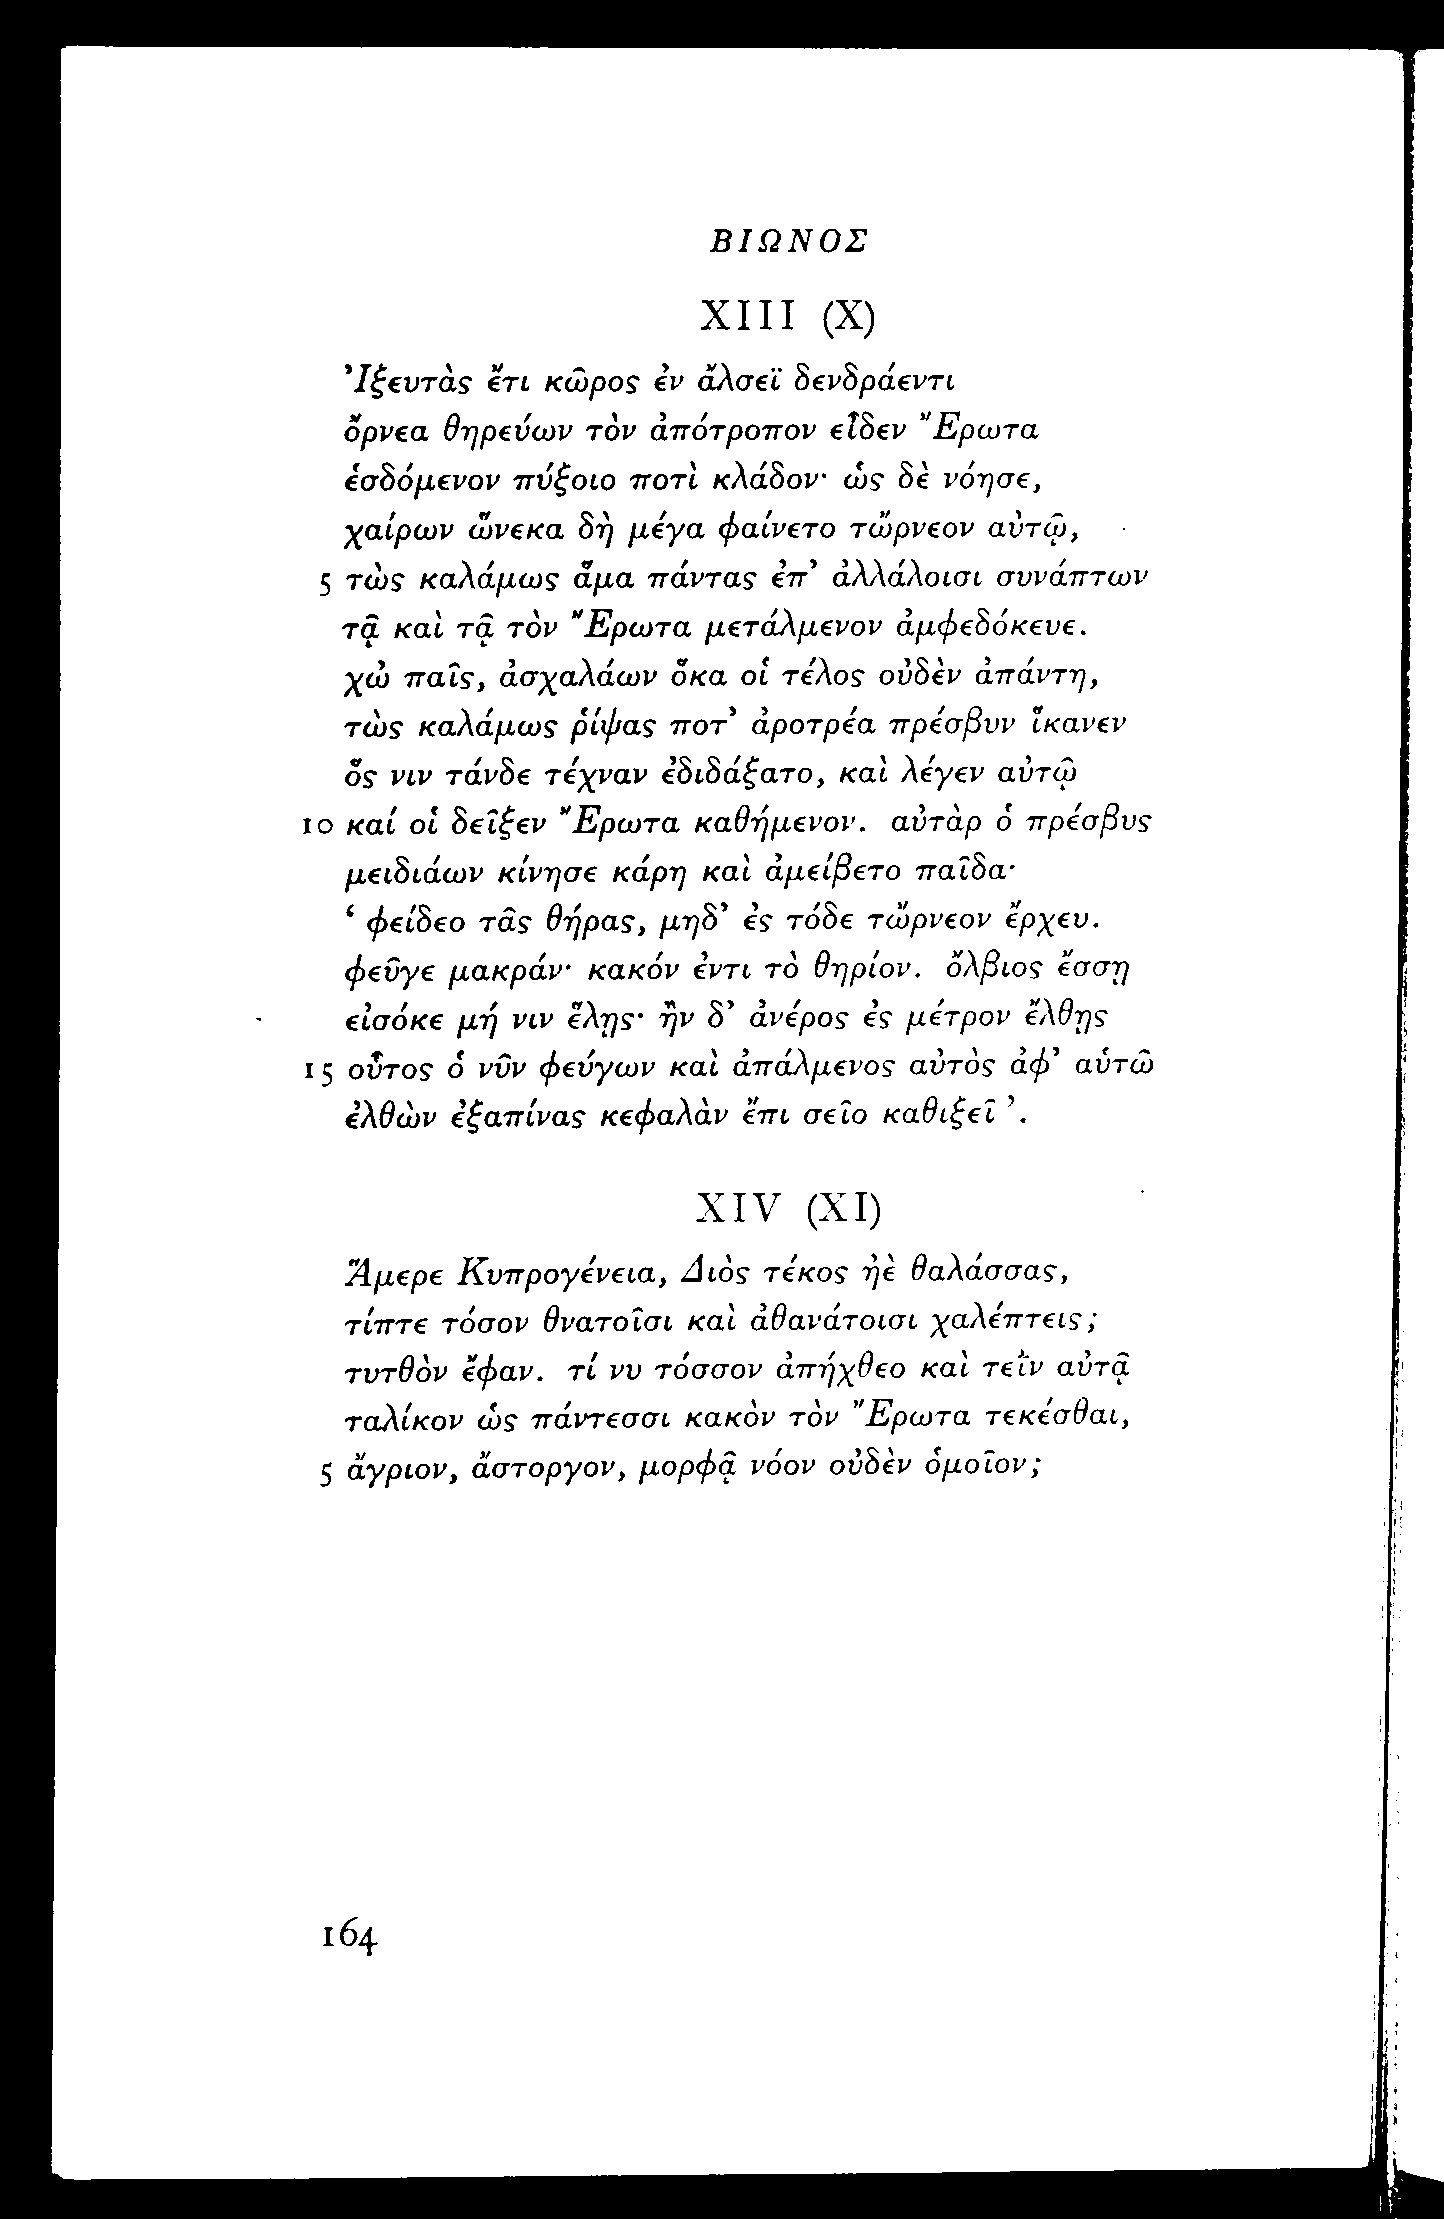 ΒΙΩΝΟΣ
XIII (X)
Ἰξευτὰς ἔτι κῶρος ἐν ἄλσεϊ δενδράεντι
ὄρνεα θηρεύων τὸν ἀπότροπον εἶδεν Ἔρωτα
ἑσδόμενον πύξοιο ποτὶ κλάδον· ὡς δὲ νόησε,
χαίρων ὥνεκα δὴ μέγα φαίνετο τὤρνεον αὐτῷ,
5 τὼς καλάμως ἅμα πάντας ἐπ’ ἀλλάλοισι συνάπτων
τᾷ καὶ τᾷ τὸν Ἔρωτα μετάλμενον ἀμφεδόκευε.
χὠ παῖς, ἀσχαλάων ὅκα οἱ τέλος οὐδὲν ἀπάντη,
τὼς καλάμως ῥίψας ποτ’ ἀροτρέα πρέσβυν ἵκανεν
ὅς νιν τάνδε τέχναν ἐδιδάξατο, καὶ λέγεν αὐτῷ
10 καί οἱ δεῖξεν Ἔρωτα καθήμενον. αὐτὰρ ὁ πρέσβυς
μειδιάων κίνησε κάρη καὶ ἀμείβετο παῖδα·
‘ φείδεο τᾶς θήρας, μηδ’ ἐς τόδε τὤρνεον ἔρχευ.
φεῦγε μακράν· κακόν ἐντι τὸ θηρίον. ὄλβιος ἔσσῃ
εἰσόκε μή νιν ἕλῃς· ἢν δ’ ἀνέρος ἐς μέτρον ἔλθῃς
15 οὗτος ὁ νῦν φεύγων καὶ ἀπάλμενος αὐτὸς ἀφ’ αὑτῶ
ἐλθὼν ἐξαπίνας κεφαλὰν ἔπι σεῖο καθιξεῖ ’.
XIV (XI)
Ἄμερε Κυπρογένεια, Διὸς τέκος ἠὲ θαλάσσας,
τίπτε τόσον θνατοῖσι καὶ ἀθανάτοισι χαλέπτεις;
τυτθὸν ἔφαν. τί νυ τόσσον ἀπήχθεο καὶ τεῒν αὐτᾷ
ταλίκον ὡς πάντεσσι κακὸν τὸν Ἔρωτα τεκέσθαι,
5 ἄγριον, ἄστοργον, μορφᾷ νόον οὐδὲν ὁμοῖον;
164